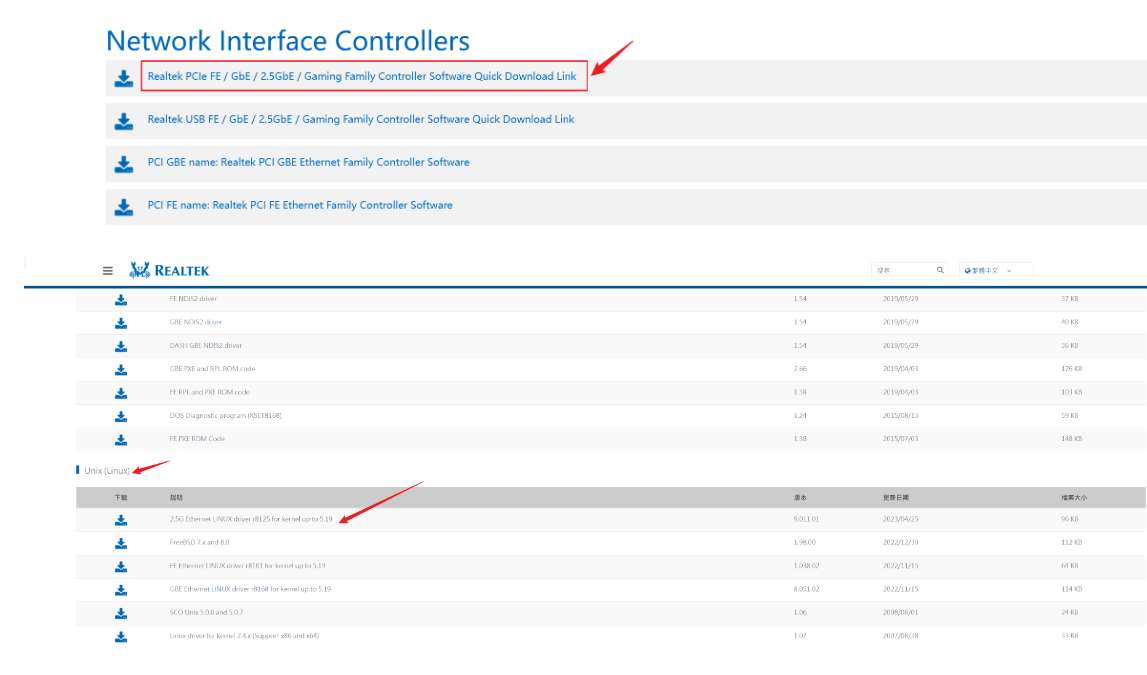 Network Interface Controllers
Realtek PCIe FE / GbE / 2.5GbE / Gaming Family Controller Software Quick Download Link
Realtek USB FE / GbE / 2.5GbE / Gaming Family Controller Software Quick Download Link
PCI GBE name: Realtek PCI GBE Ethernet Family Controller Software
PCI FE name: Realtek PCI FE Ethernet Family Controller Software
REALTEK 搜尋 繁體中文
FE NDIS2 driver 1.54 2019/05/29 37 KB
GBE NDIS2 driver 1.54 2019/05/29 40 KB
DASH GBE NDIS2 driver 1.54 2019/05/29 36 KB
GBE PXE and RPL ROM code 2.66 2019/04/03 176 KB
FE RPL and PXE ROM code 1.38 2019/04/03 103 KB
DOS Diagnostic program (RSET8168) 1.24 2015/08/13 59 KB
FE PXE ROM Code 1.38 2015/07/03 148 KB
Unix (Linux)
下載 說明 版本 更新日期 檔案大小
2.5G Ethernet LINUX driver r8125 for kernel up to 5.19 9.011.01 2023/04/25 96 KB
FreeBSD 7.x and 8.0 1.98.00 2022/12/30 112 KB
FE Ethernet LINUX driver r8101 for kernel up to 5.19 1.038.02 2022/11/15 64 KB
GBE Ethernet LINUX driver r8168 for kernel up to 5.19 8.051.02 2022/11/15 114 KB
SCO Unix 5.0.6 and 5.0.7 1.06 2008/08/01 24 KB
Linux driver for kernel 2.4.x (Support x86 and x64) 1.07 2007/08/28 33 KB